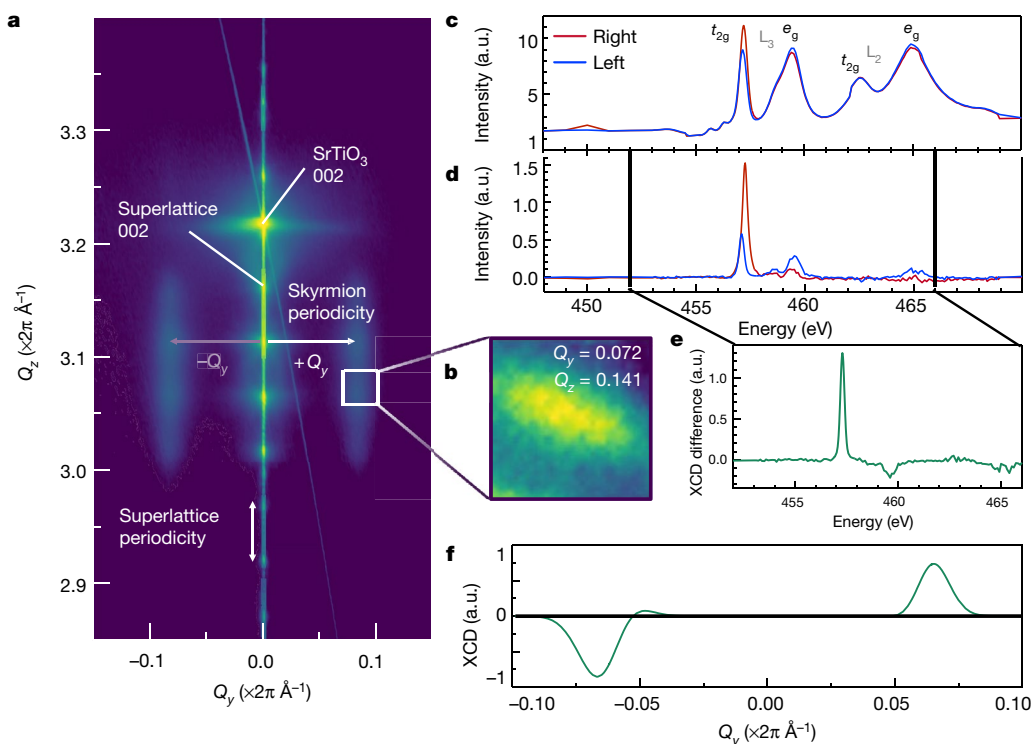 a
3.3
3.2
3.1
3.0
2.9
Q_z (×2π Å⁻¹)
SrTiO₃
002
Superlattice
002
Skyrmion
periodicity
−Q_y
+Q_y
Superlattice
periodicity
−0.1
0.0
0.1
Q_y (×2π Å⁻¹)
b
Q_y = 0.072
Q_z = 0.141
c
Right
Left
t₂g
L₃
e_g
t₂g
L₂
e_g
10
5
1
Intensity (a.u.)
d
1.5
1.0
0.5
0.0
Intensity (a.u.)
450
455
460
465
Energy (eV)
e
1.0
0.0
XCD difference (a.u.)
455
460
465
Energy (eV)
f
1
0
−1
XCD (a.u.)
−0.10
−0.05
0.00
0.05
0.10
Q_y (×2π Å⁻¹)